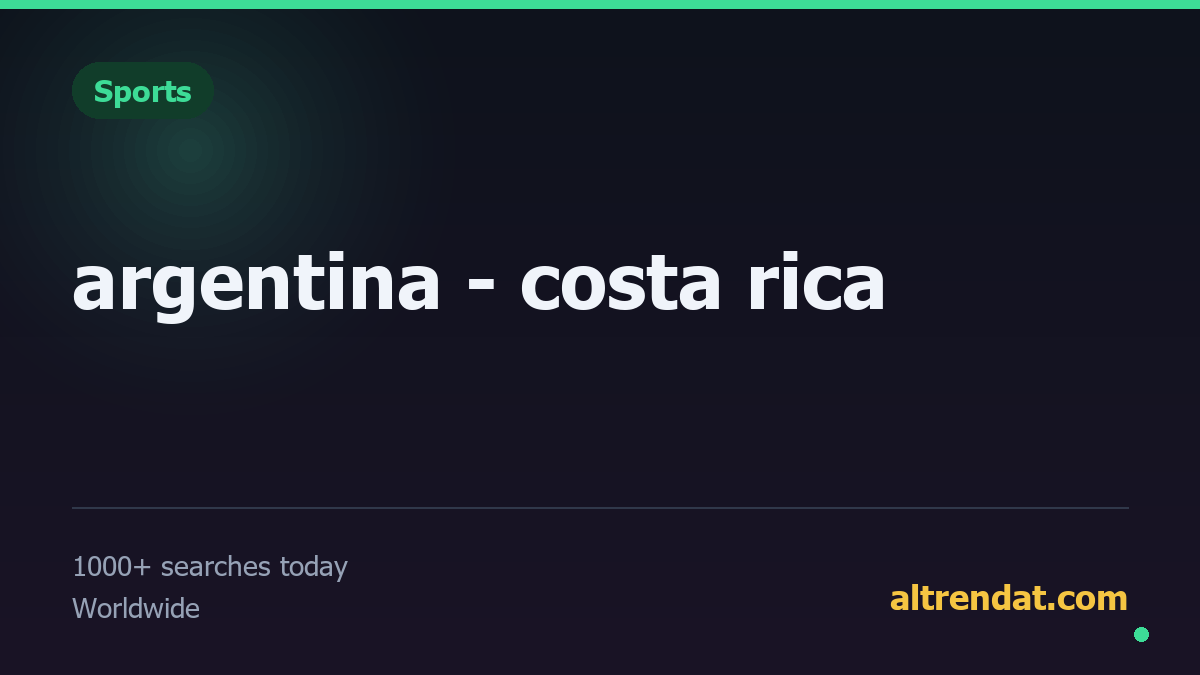 Sports
argentina - costa rica
1000+ searches today
Worldwide
altrendat.com